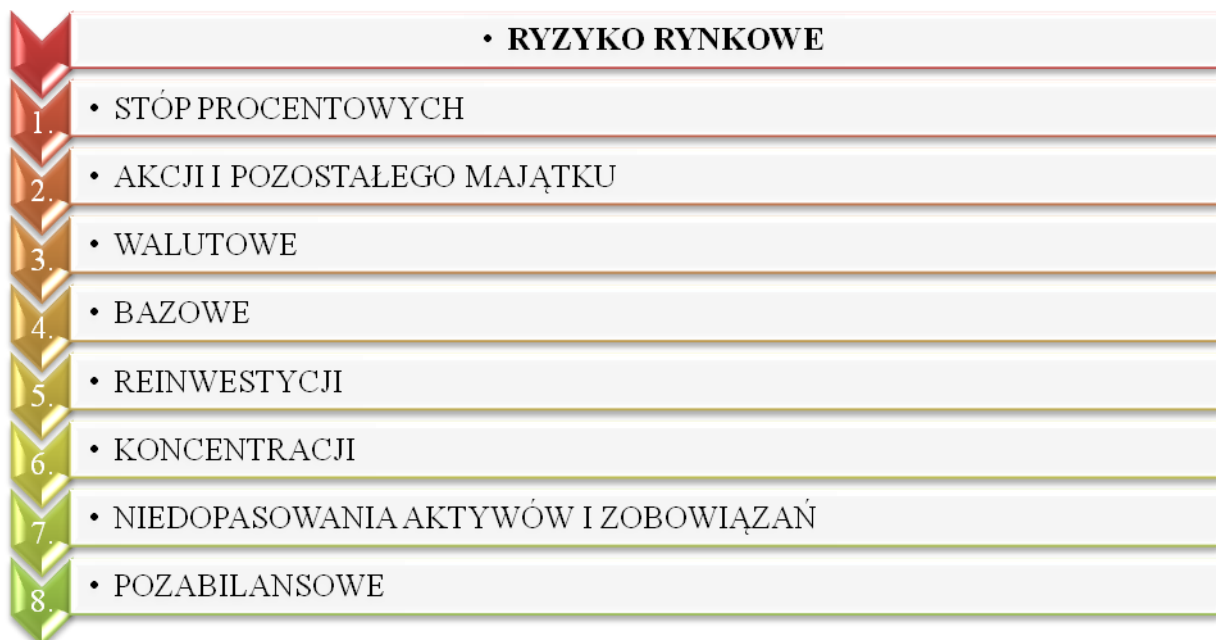 • RYZYKO RYNKOWE
1. • STÓP PROCENTOWYCH
2. • AKCJI I POZOSTAŁEGO MAJĄTKU
3. • WALUTOWE
4. • BAZOWE
5. • REINWESTYCJI
6. • KONCENTRACJI
7. • NIEDOPASOWANIA AKTYWÓW I ZOBOWIĄZAŃ
8. • POZABILANSOWE